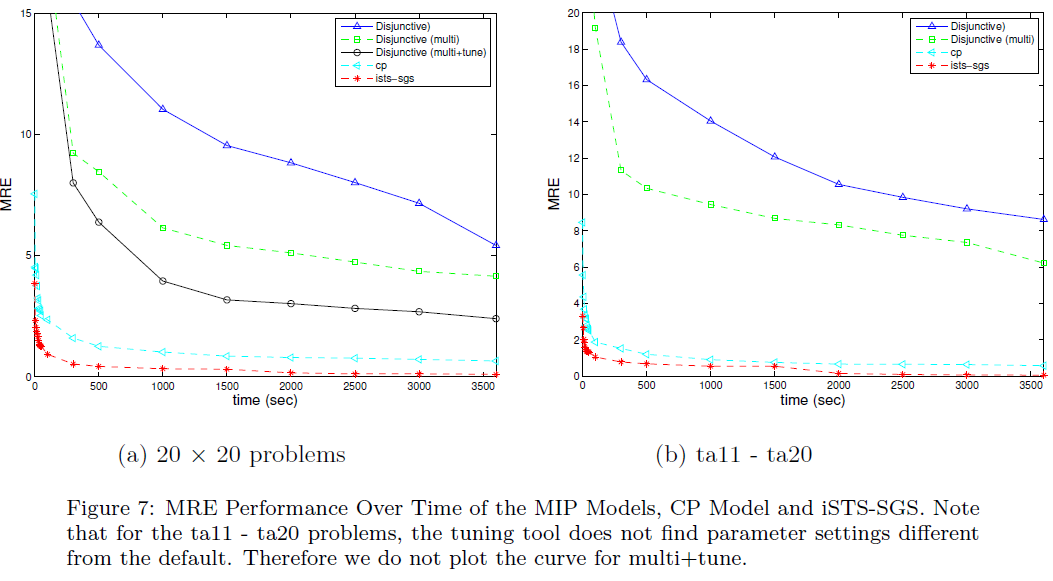 15
10
5
0
MRE
0 500 1000 1500 2000 2500 3000 3500
time (sec)
Disjunctive)
Disjunctive (multi)
Disjunctive (multi+tune)
cp
ists-sgs
20
18
16
14
12
10
8
6
4
2
0
MRE
0 500 1000 1500 2000 2500 3000 3500
time (sec)
Disjunctive)
Disjunctive (multi)
cp
ists-sgs
(a) 20 × 20 problems
(b) ta11 - ta20
Figure 7: MRE Performance Over Time of the MIP Models, CP Model and iSTS-SGS. Note
that for the ta11 - ta20 problems, the tuning tool does not find parameter settings different
from the default. Therefore we do not plot the curve for multi+tune.